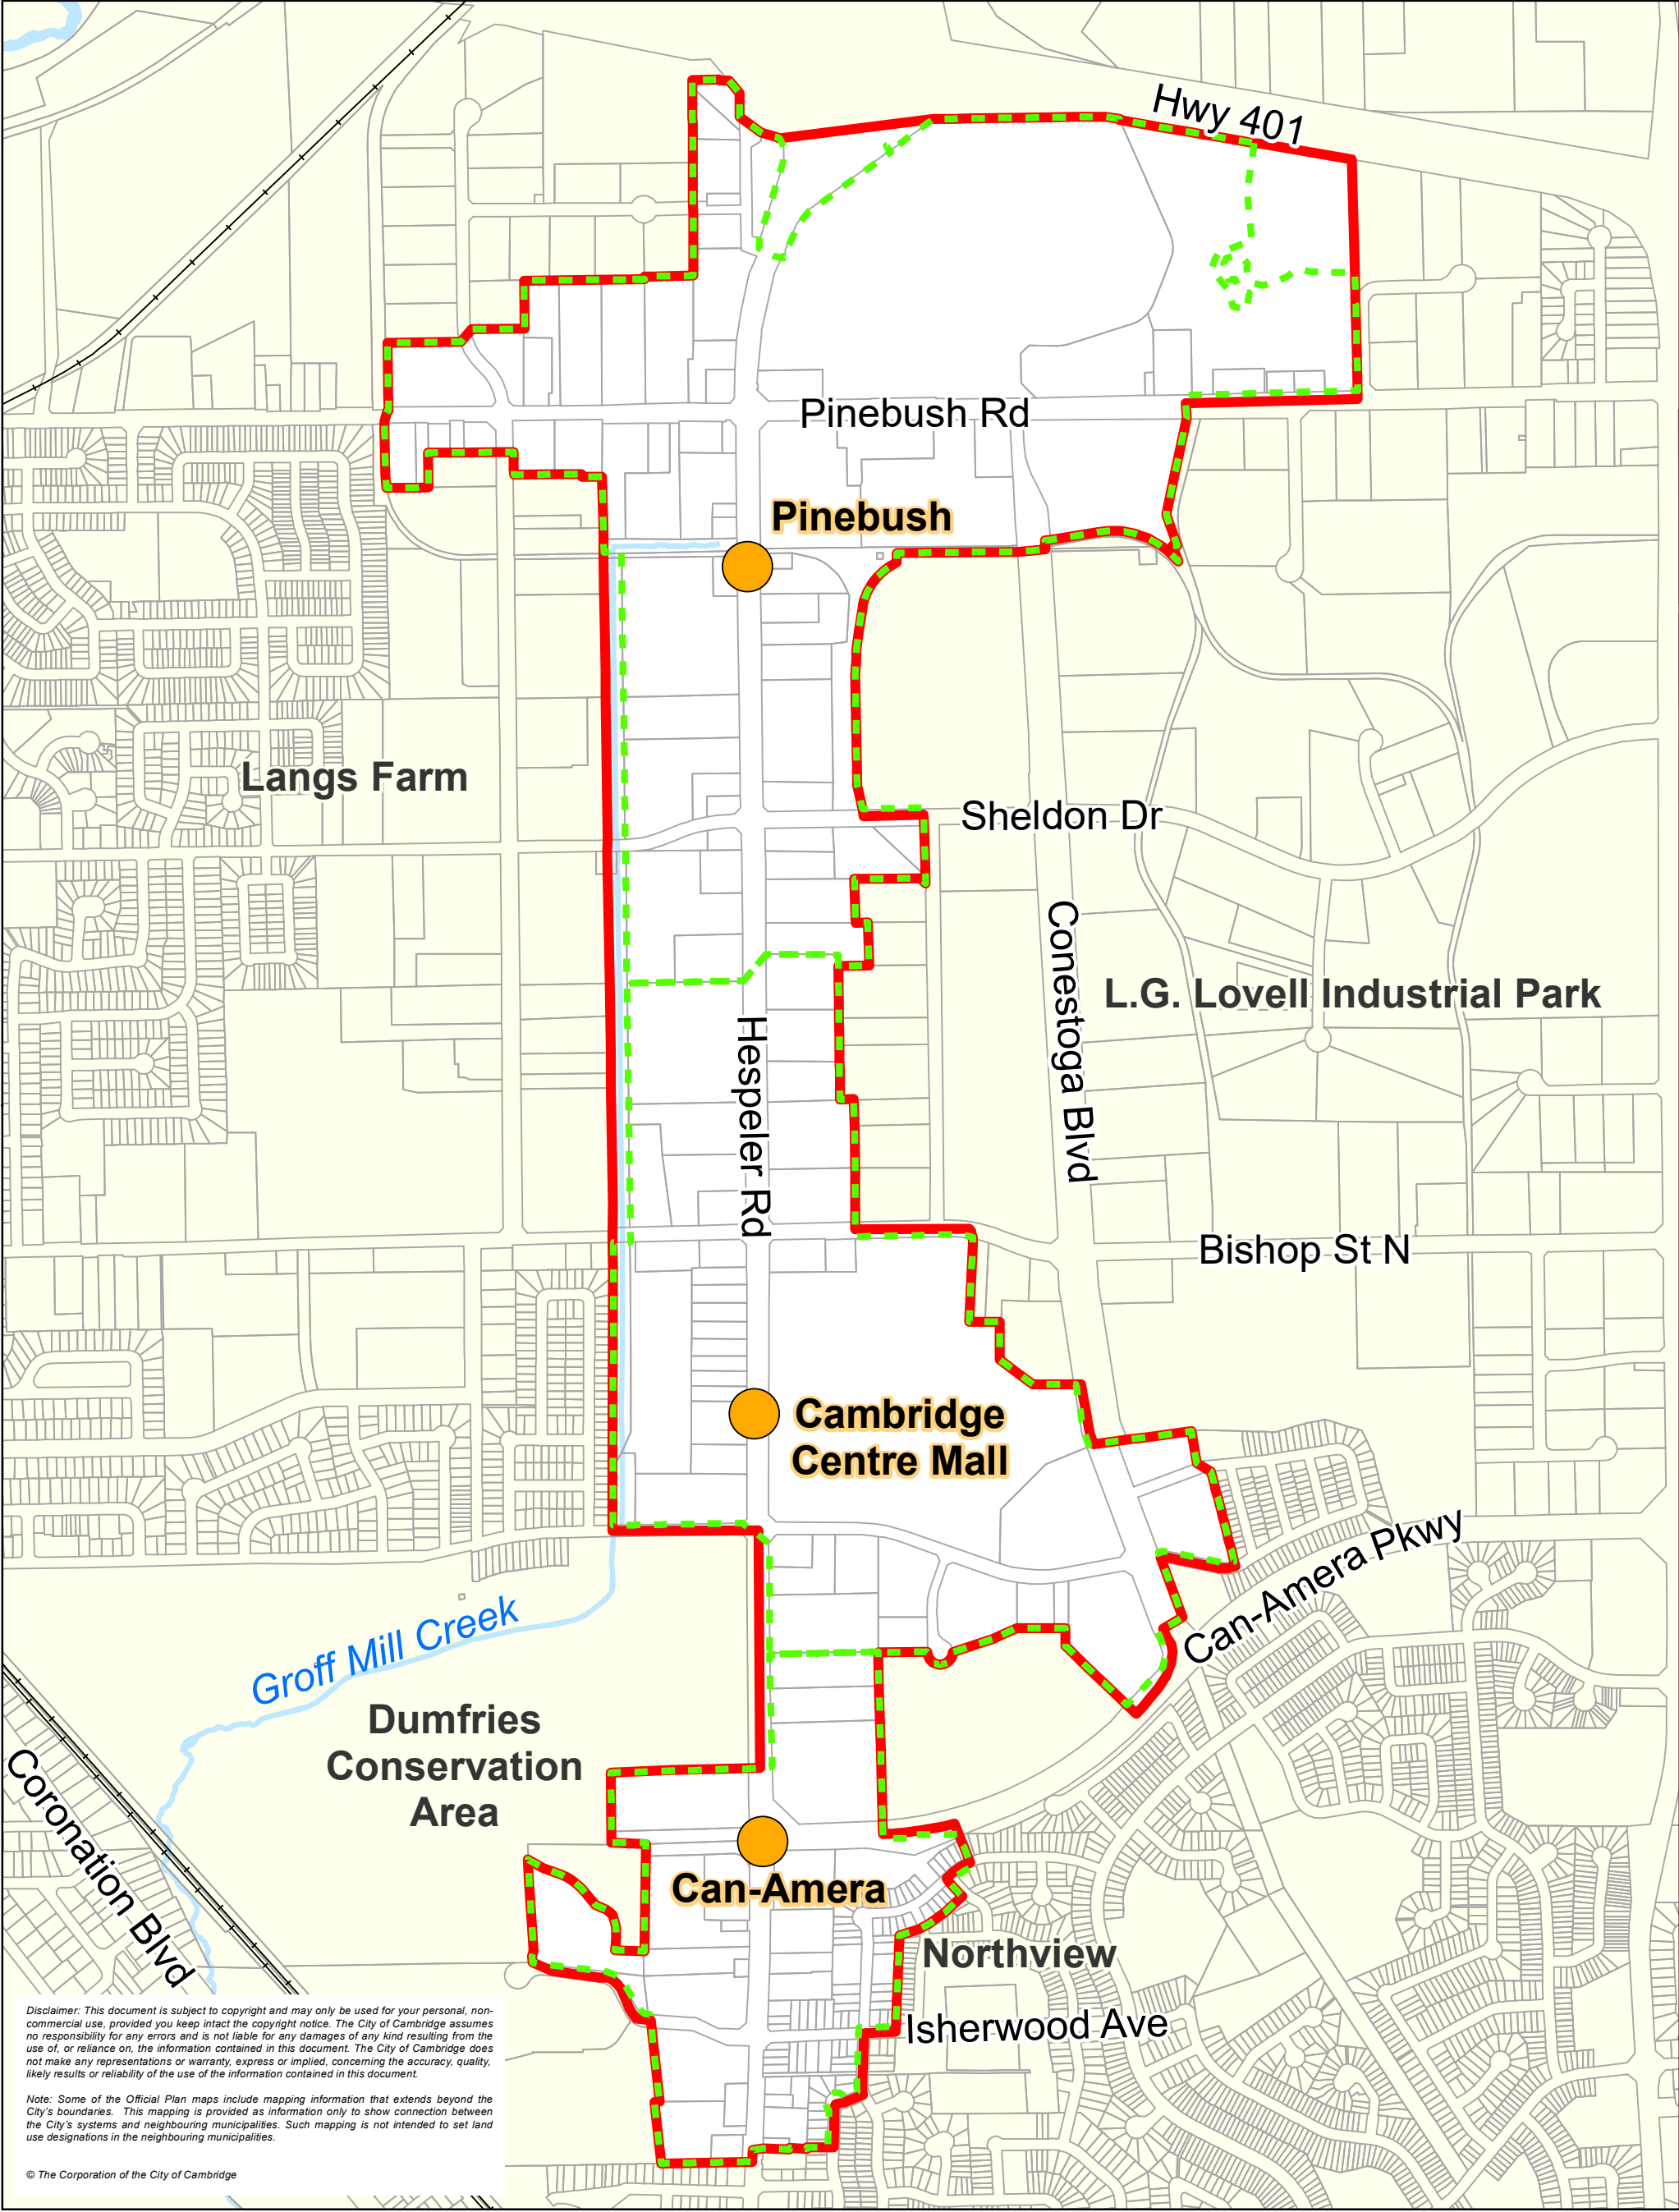 Hwy 401
Pinebush Rd
Pinebush
Langs Farm
Sheldon Dr
Conestoga Blvd
L.G. Lovell Industrial Park
Hespeler Rd
Bishop St N
Cambridge
Centre Mall
Can-Amera Pkwy
Groff Mill Creek
Dumfries
Conservation
Area
Coronation Blvd
Can-Amera
Northview
Isherwood Ave
Disclaimer: This document is subject to copyright and may only be used for your personal, non-
commercial use, provided you keep intact the copyright notice. The City of Cambridge assumes
no responsibility for any errors and is not liable for any damages of any kind resulting from the
use of, or reliance on, the information contained in this document. The City of Cambridge does
not make any representations or warranty, express or implied, concerning the accuracy, quality,
likely results or reliability of the use of the information contained in this document.
Note: Some of the Official Plan maps include mapping information that extends beyond the
City's boundaries. This mapping is provided as information only to show connection between
the City's systems and neighbouring municipalities. Such mapping is not intended to set land
use designations in the neighbouring municipalities.
© The Corporation of the City of Cambridge